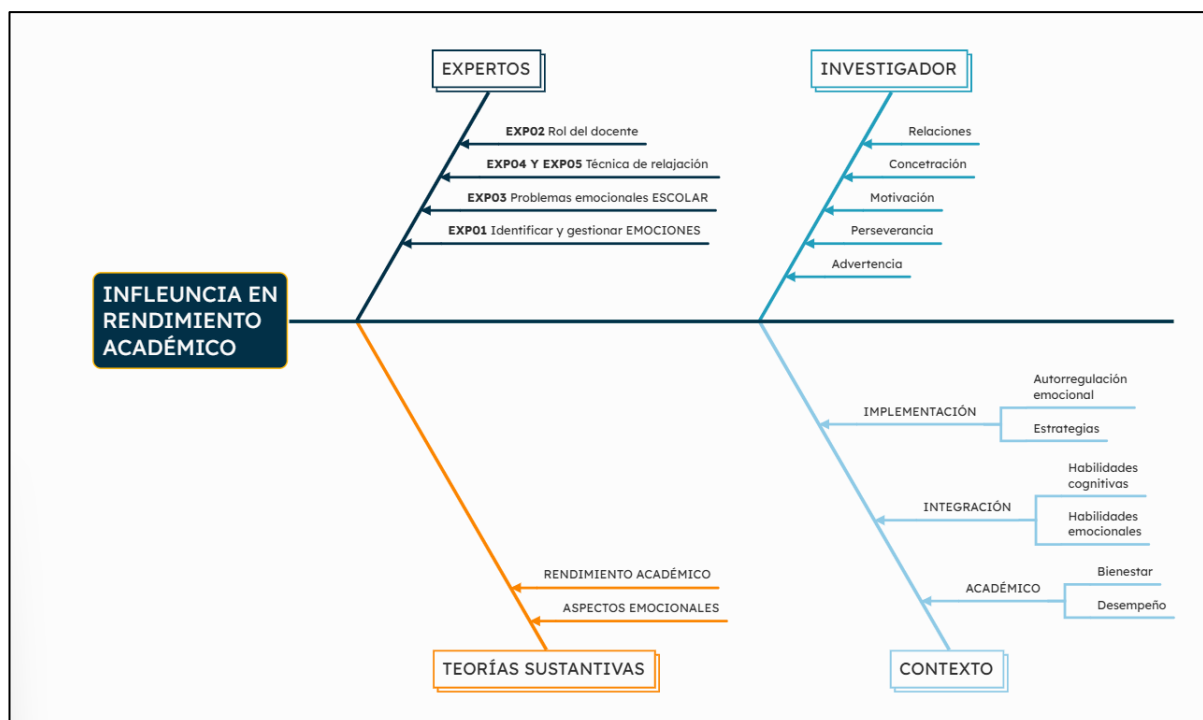 EXPERTOS
EXP02 Rol del docente
EXP04 Y EXP05 Técnica de relajación
EXP03 Problemas emocionales ESCOLAR
EXP01 Identificar y gestionar EMOCIONES
INVESTIGADOR
Relaciones
Concetración
Motivación
Perseverancia
Advertencia
INFLEUNCIA EN
RENDIMIENTO
ACADÉMICO
RENDIMIENTO ACADÉMICO
ASPECTOS EMOCIONALES
TEORÍAS SUSTANTIVAS
IMPLEMENTACIÓN
Autorregulación
emocional
Estrategias
INTEGRACIÓN
Habilidades
cognitivas
Habilidades
emocionales
ACADÉMICO
Bienestar
Desempeño
CONTEXTO